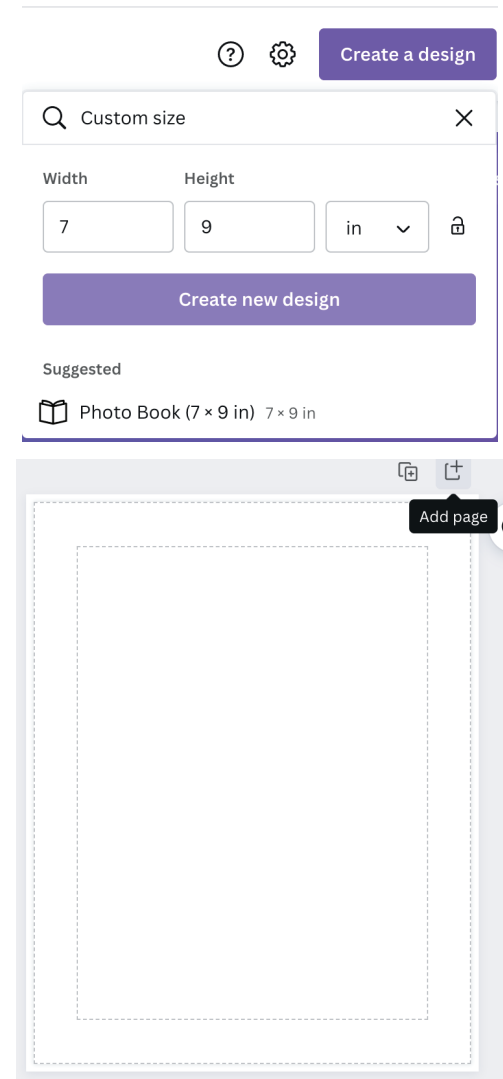 ?
Create a design
Custom size
Width Height
7 9 in
Create new design
Suggested
Photo Book (7 × 9 in) 7 × 9 in
Add page